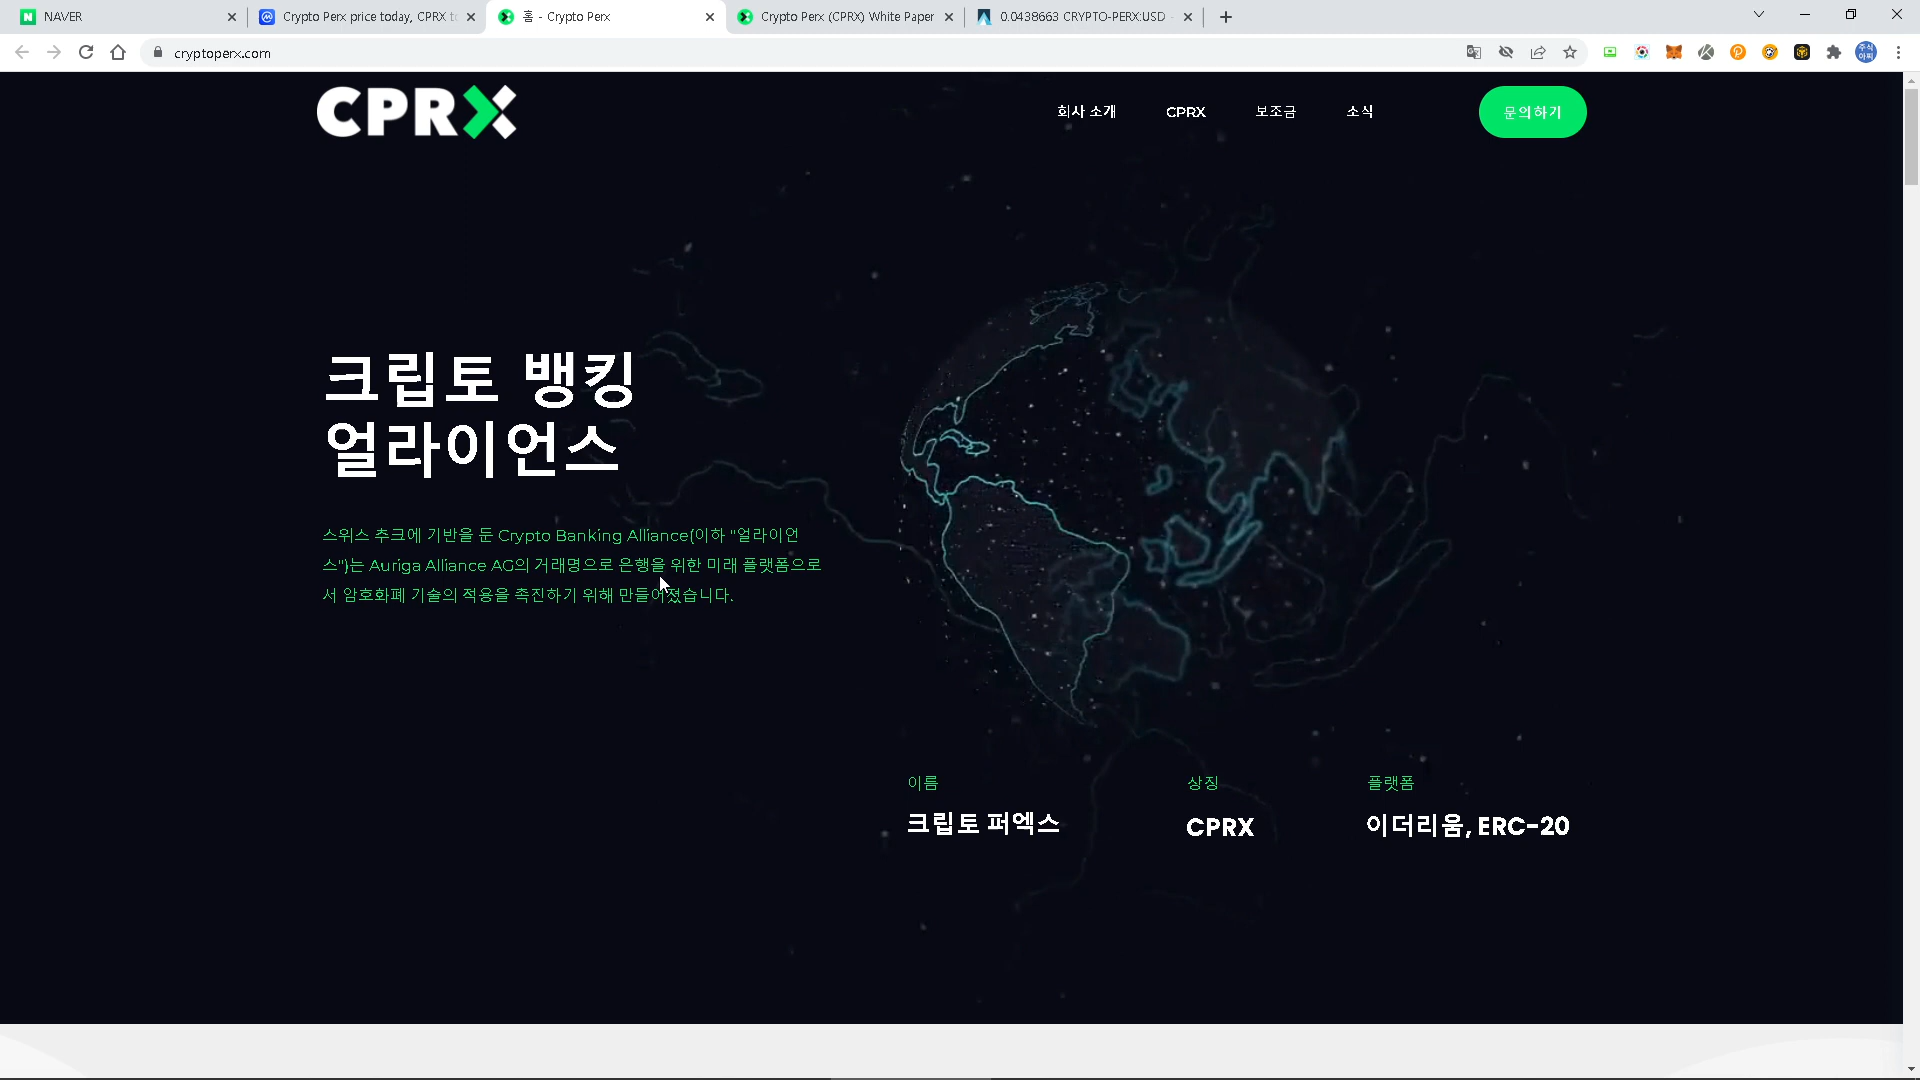 NAVER
Crypto Perx price today, CPRX to
홈 - Crypto Perx
Crypto Perx (CPRX) White Paper
0.0438663 CRYPTO-PERX:USD
cryptoperx.com
주식
CPRX
회사 소개
CPRX
보조금
소식
문의하기
크립토 뱅킹
얼라이언스
스위스 추크에 기반을 둔 Crypto Banking Alliance(이하 "얼라이언
스")는 Auriga Alliance AG의 거래명으로 은행을 위한 미래 플랫폼으로
서 암호화폐 기술의 적용을 촉진하기 위해 만들어졌습니다.
이름
상징
플랫폼
크립토 퍼엑스
CPRX
이더리움, ERC-20